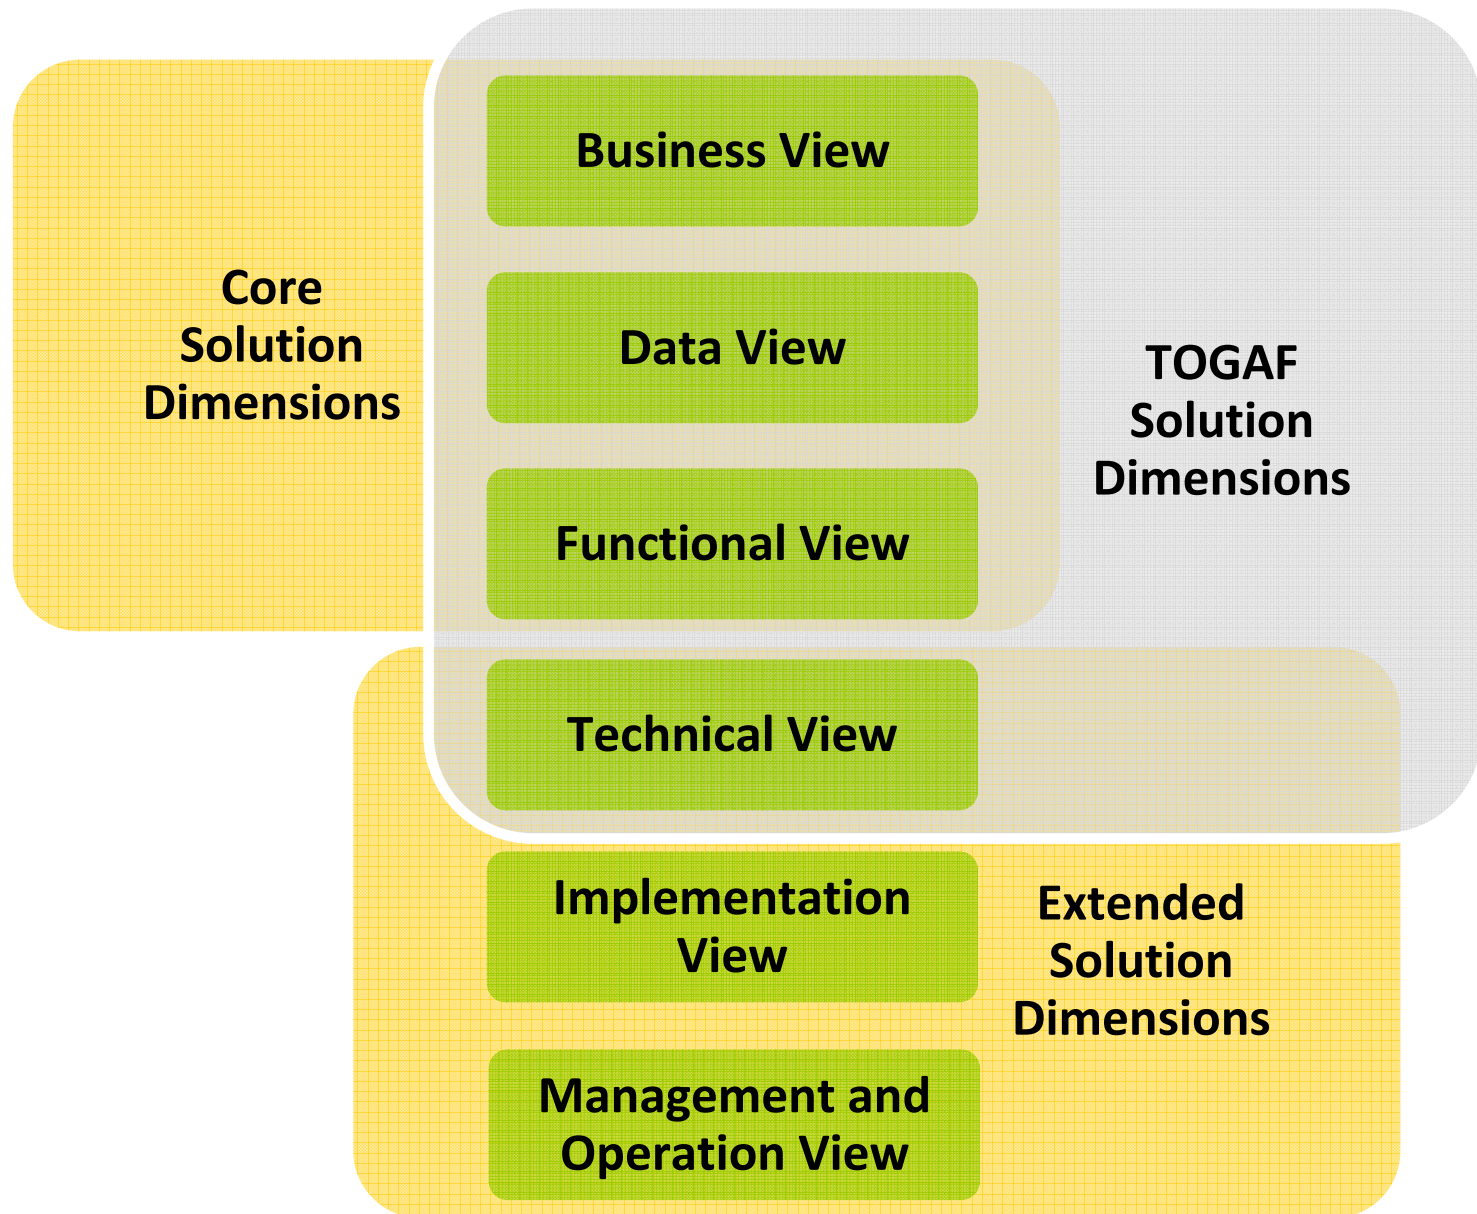 Business View
Core
Solution
Dimensions
Data View
TOGAF
Solution
Dimensions
Functional View
Technical View
Implementation
View
Extended
Solution
Dimensions
Management and
Operation View